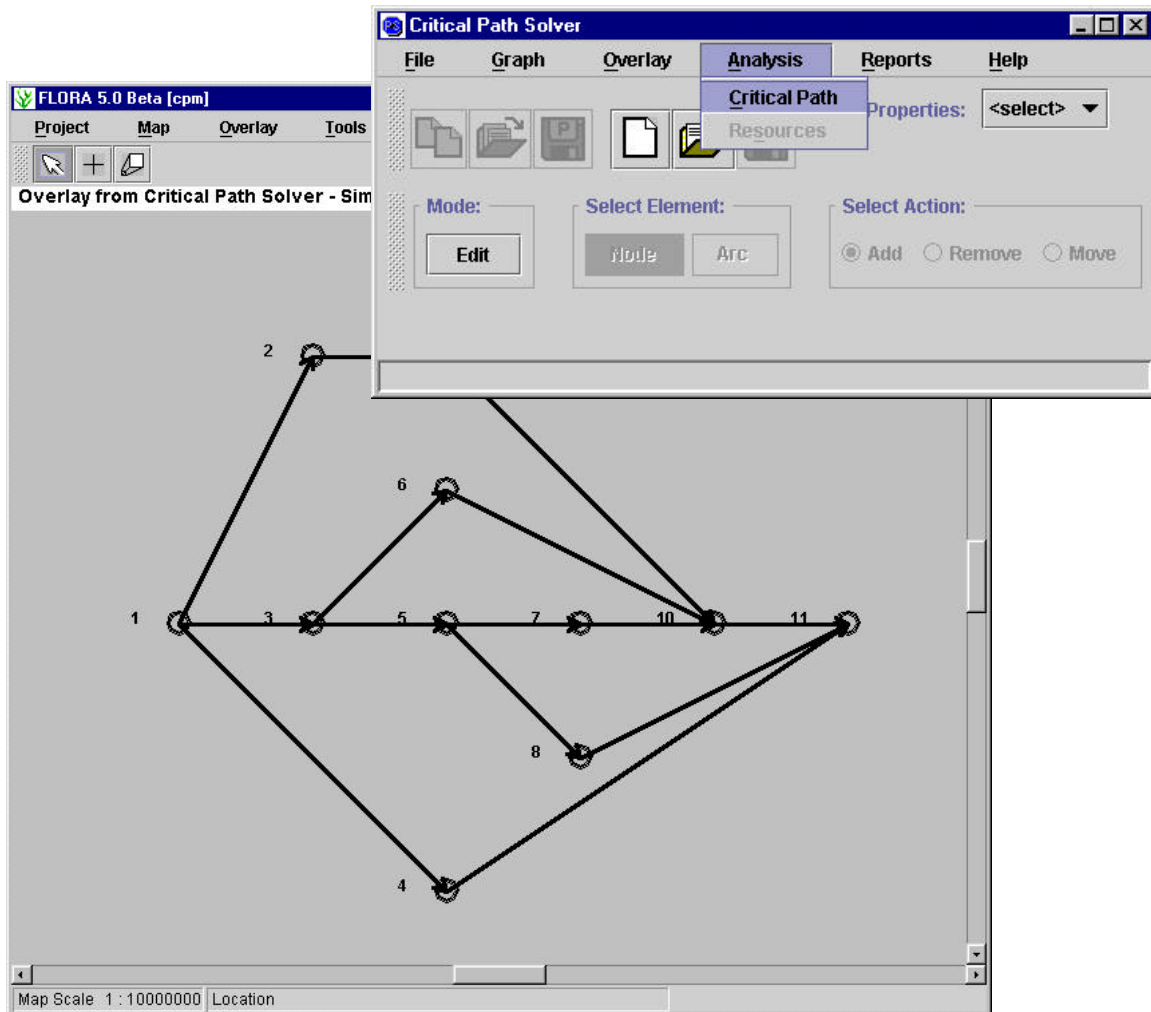 Critical Path Solver
File Graph Overlay Analysis Reports Help
Critical Path
Resources
Properties: <select>
Mode: Select Element: Select Action:
Edit Node Arc Add Remove Move
FLORA 5.0 Beta [cpm]
Project Map Overlay Tools
Overlay from Critical Path Solver - Sim
2
6
1 3 5 7 10 11
8
4
Map Scale 1 : 10000000 Location